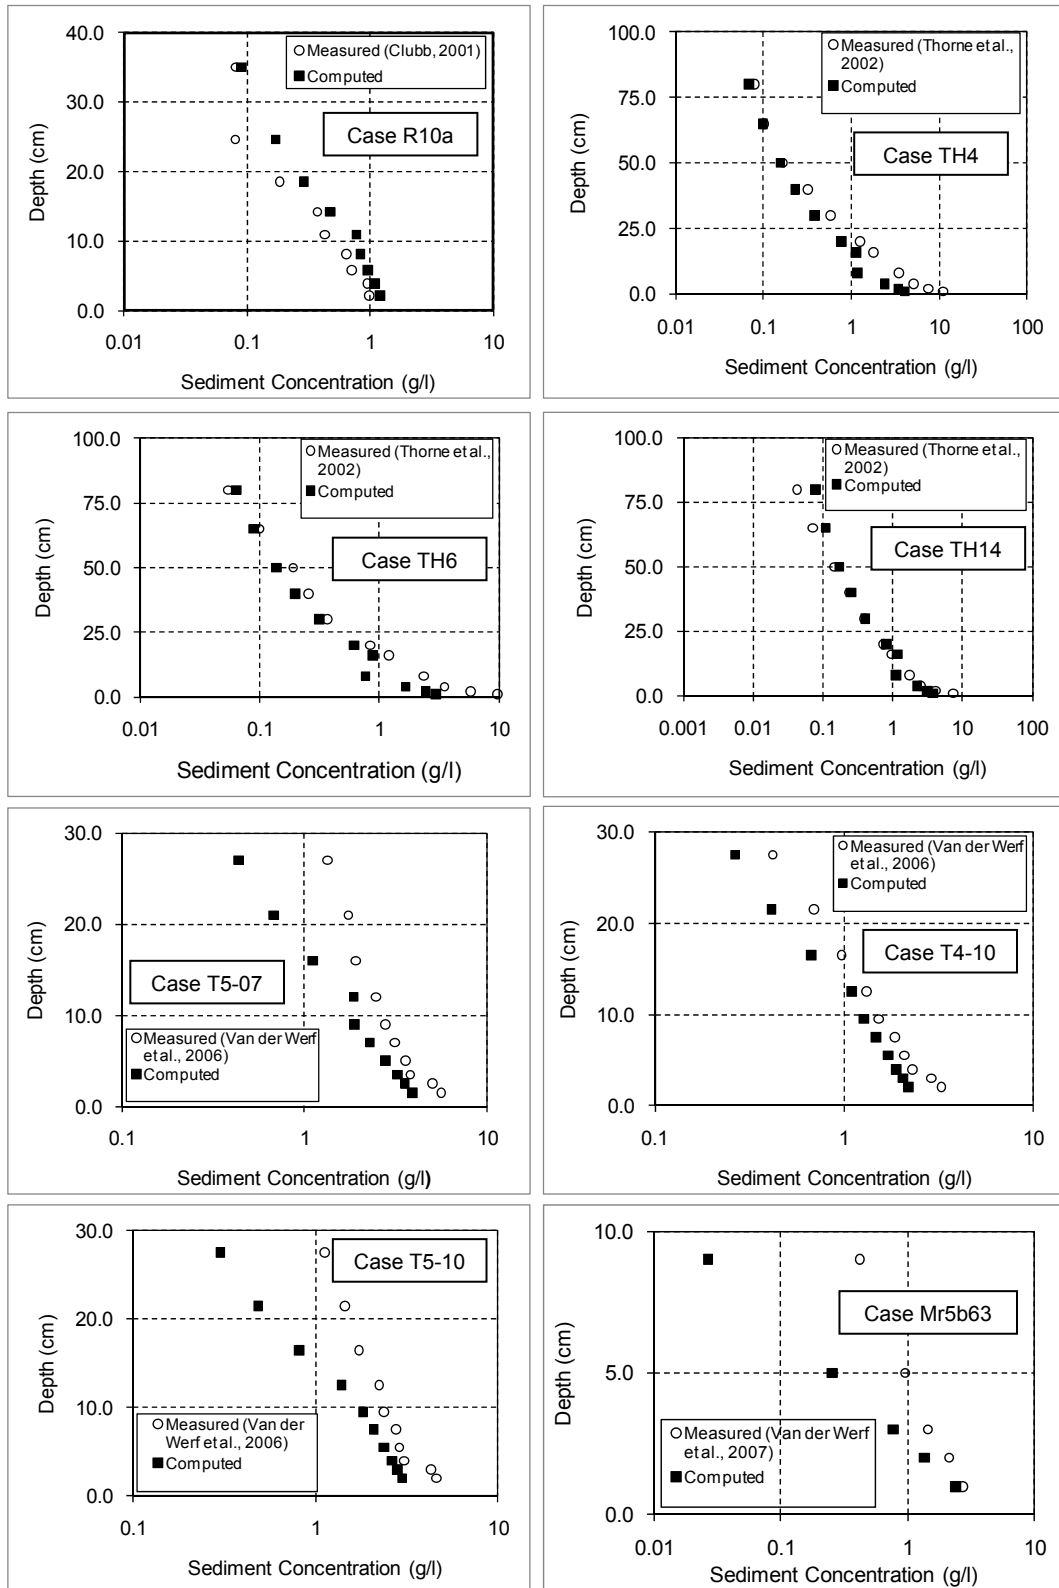 40.0
30.0
20.0
10.0
0.0
Depth (cm)
Measured (Clubb, 2001)
Computed
Case R10a
0.01
0.1
1
10
Sediment Concentration (g/l)
100.0
75.0
50.0
25.0
0.0
Depth (cm)
Measured (Thorne et al.,
2002)
Computed
Case TH4
0.01
0.1
1
10
100
Sediment Concentration (g/l)
100.0
75.0
50.0
25.0
0.0
Depth (cm)
Measured (Thorne et al.,
2002)
Computed
Case TH6
0.01
0.1
1
10
Sediment Concentration (g/l)
100.0
75.0
50.0
25.0
0.0
Depth (cm)
Measured (Thorne et al.,
2002)
Computed
Case TH14
0.001
0.01
0.1
1
10
100
Sediment Concentration (g/l)
30.0
20.0
10.0
0.0
Depth (cm)
Case T5-07
Measured (Van der Werf
et al., 2006)
Computed
0.1
1
10
Sediment Concentration (g/l)
30.0
20.0
10.0
0.0
Depth (cm)
Measured (Van der Werf
et al., 2006)
Computed
Case T4-10
0.1
1
10
Sediment Concentration (g/l)
30.0
20.0
10.0
0.0
Depth (cm)
Case T5-10
Measured (Van der
Werf et al., 2006)
Computed
0.1
1
10
Sediment Concentration (g/l)
10.0
5.0
0.0
Depth (cm)
Case Mr5b63
Measured (Van der Werf
et al., 2007)
Computed
0.01
0.1
1
10
Sediment Concentration (g/l)